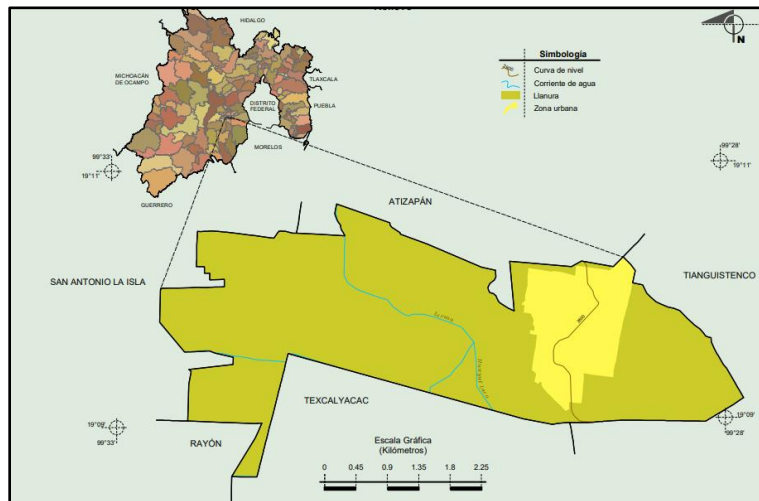 HIDALGO
MICHOACÁN
DE OCAMPO
TLAXCALA
DISTRITO
FEDERAL
PUEBLA
MORELOS
GUERRERO
N
Simbología
Curva de nivel
Corriente de agua
Llanura
Zona urbana
99°33'
19°11'
99°28'
19°11'
ATIZAPÁN
SAN ANTONIO LA ISLA
TIANGUISTENCO
TEXCALYACAC
RAYÓN
19°09'
99°33'
19°09'
99°28'
Escala Gráfica
(Kilómetros)
0 0.45 0.9 1.35 1.8 2.25